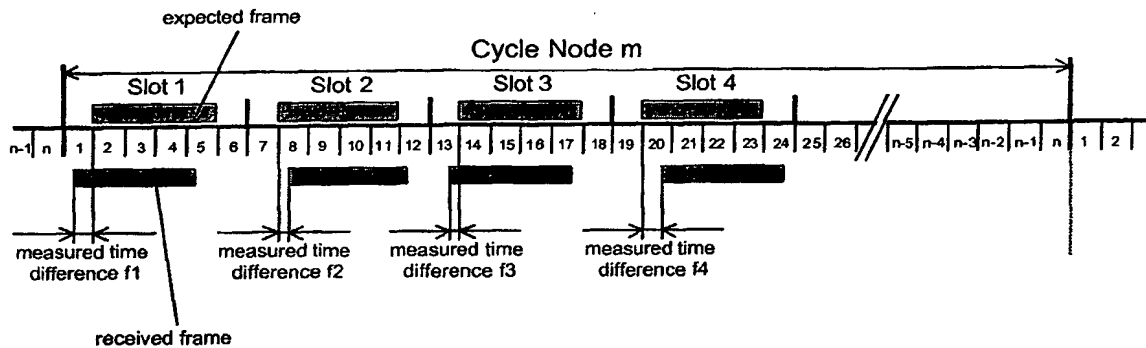 expected frame
Cycle Node m
Slot 1 Slot 2 Slot 3 Slot 4
n-1 n 1 2 3 4 5 6 7 8 9 10 11 12 13 14 15 16 17 18 19 20 21 22 23 24 25 26 n-5 n-4 n-3 n-2 n-1 n 1 2
measured time difference f1
measured time difference f2
measured time difference f3
measured time difference f4
received frame